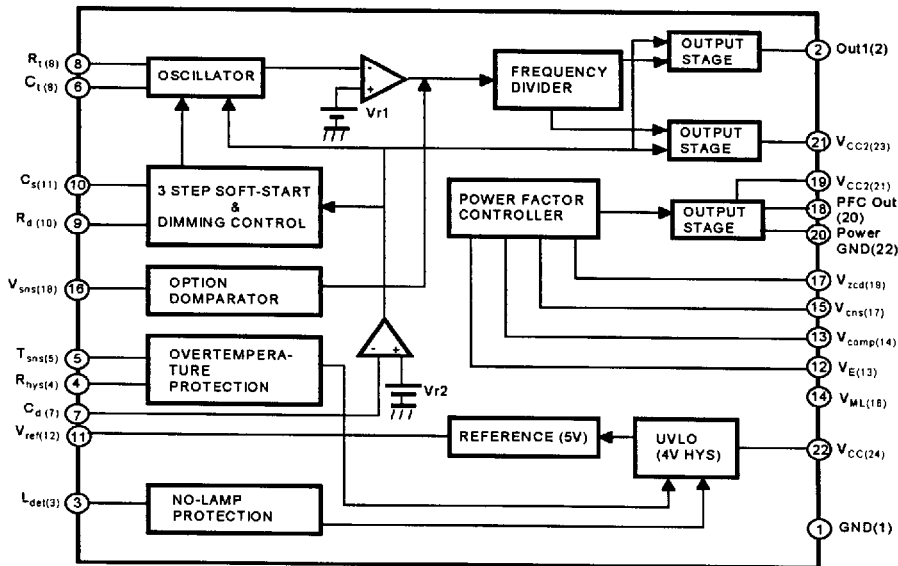 RT(8) 8
OSCILLATOR
Ct(8) 6
- +
Vr1
FREQUENCY
DIVIDER
OUTPUT
STAGE
2 Out1(2)
OUTPUT
STAGE
21 VCC2(23)
Cs(11) 10
Rd(10) 9
3 STEP SOFT-START
&
DIMMING CONTROL
POWER FACTOR
CONTROLLER
OUTPUT
STAGE
19 VCC2(21)
18 PFC Out
(20)
20 Power
GND(22)
Vsns(18) 16
OPTION
DOMPARATOR
17 Vzcd(19)
15 Vcns(17)
13 Vcomp(14)
12 VE(13)
14 VML(16)
Tsns(5) 5
Rhys(4) 4
OVERTEMPERA-
TURE
PROTECTION
- +
Vr2
Cd(7) 7
Vref(12) 11
REFERENCE (5V)
UVLO
(4V HYS)
22 VCC(24)
Ldet(3) 3
NO-LAMP
PROTECTION
1 GND(1)